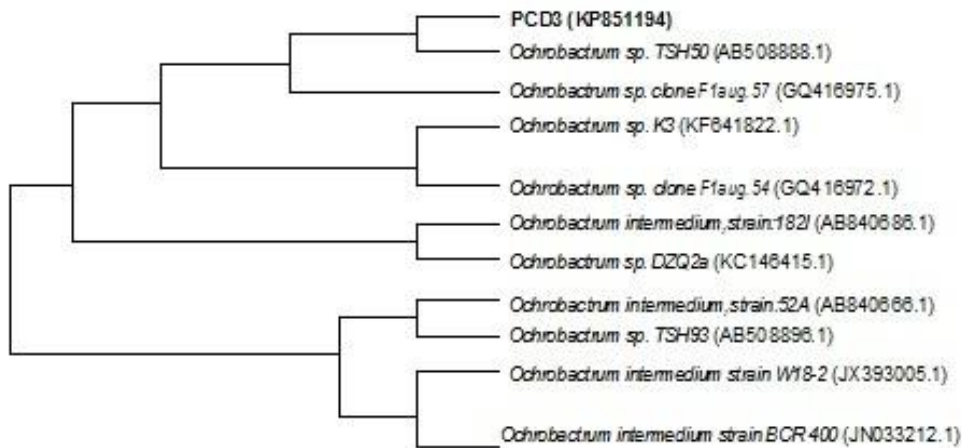 PCD3 (KP851194)
Ochrobactrum sp. TSH50 (AB508888.1)
Ochrobactrum sp. clone F1aug.57 (GQ416975.1)
Ochrobactrum sp. K3 (KF641822.1)
Ochrobactrum sp. clone F1aug.54 (GQ416972.1)
Ochrobactrum intermedium,strain:182I (AB840686.1)
Ochrobactrum sp. DZQ2a (KC146415.1)
Ochrobactrum intermedium,strain:52A (AB840666.1)
Ochrobactrum sp. TSH93 (AB508896.1)
Ochrobactrum intermedium strain W18-2 (JX393005.1)
Ochrobactrum intermedium strain BCR400 (JN033212.1)